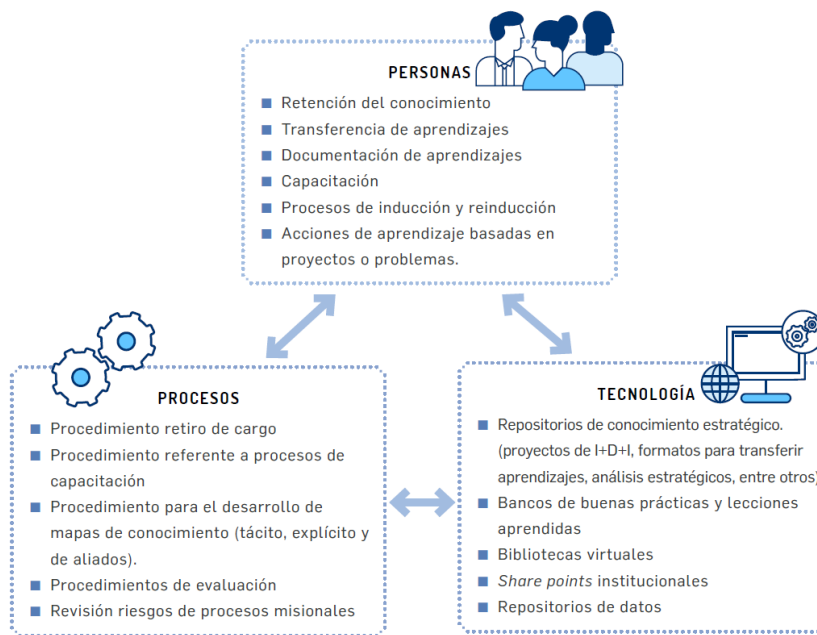 PERSONAS
■ Retención del conocimiento
■ Transferencia de aprendizajes
■ Documentación de aprendizajes
■ Capacitación
■ Procesos de inducción y reinducción
■ Acciones de aprendizaje basadas en
proyectos o problemas.
PROCESOS
■ Procedimiento retiro de cargo
■ Procedimiento referente a procesos de
capacitación
■ Procedimiento para el desarrollo de
mapas de conocimiento (tácito, explícito y
de aliados).
■ Procedimientos de evaluación
■ Revisión riesgos de procesos misionales
TECNOLOGÍA
■ Repositorios de conocimiento estratégico.
(proyectos de I+D+I, formatos para transferir
aprendizajes, análisis estratégicos, entre otros)
■ Bancos de buenas prácticas y lecciones
aprendidas
■ Bibliotecas virtuales
■ Share points institucionales
■ Repositorios de datos